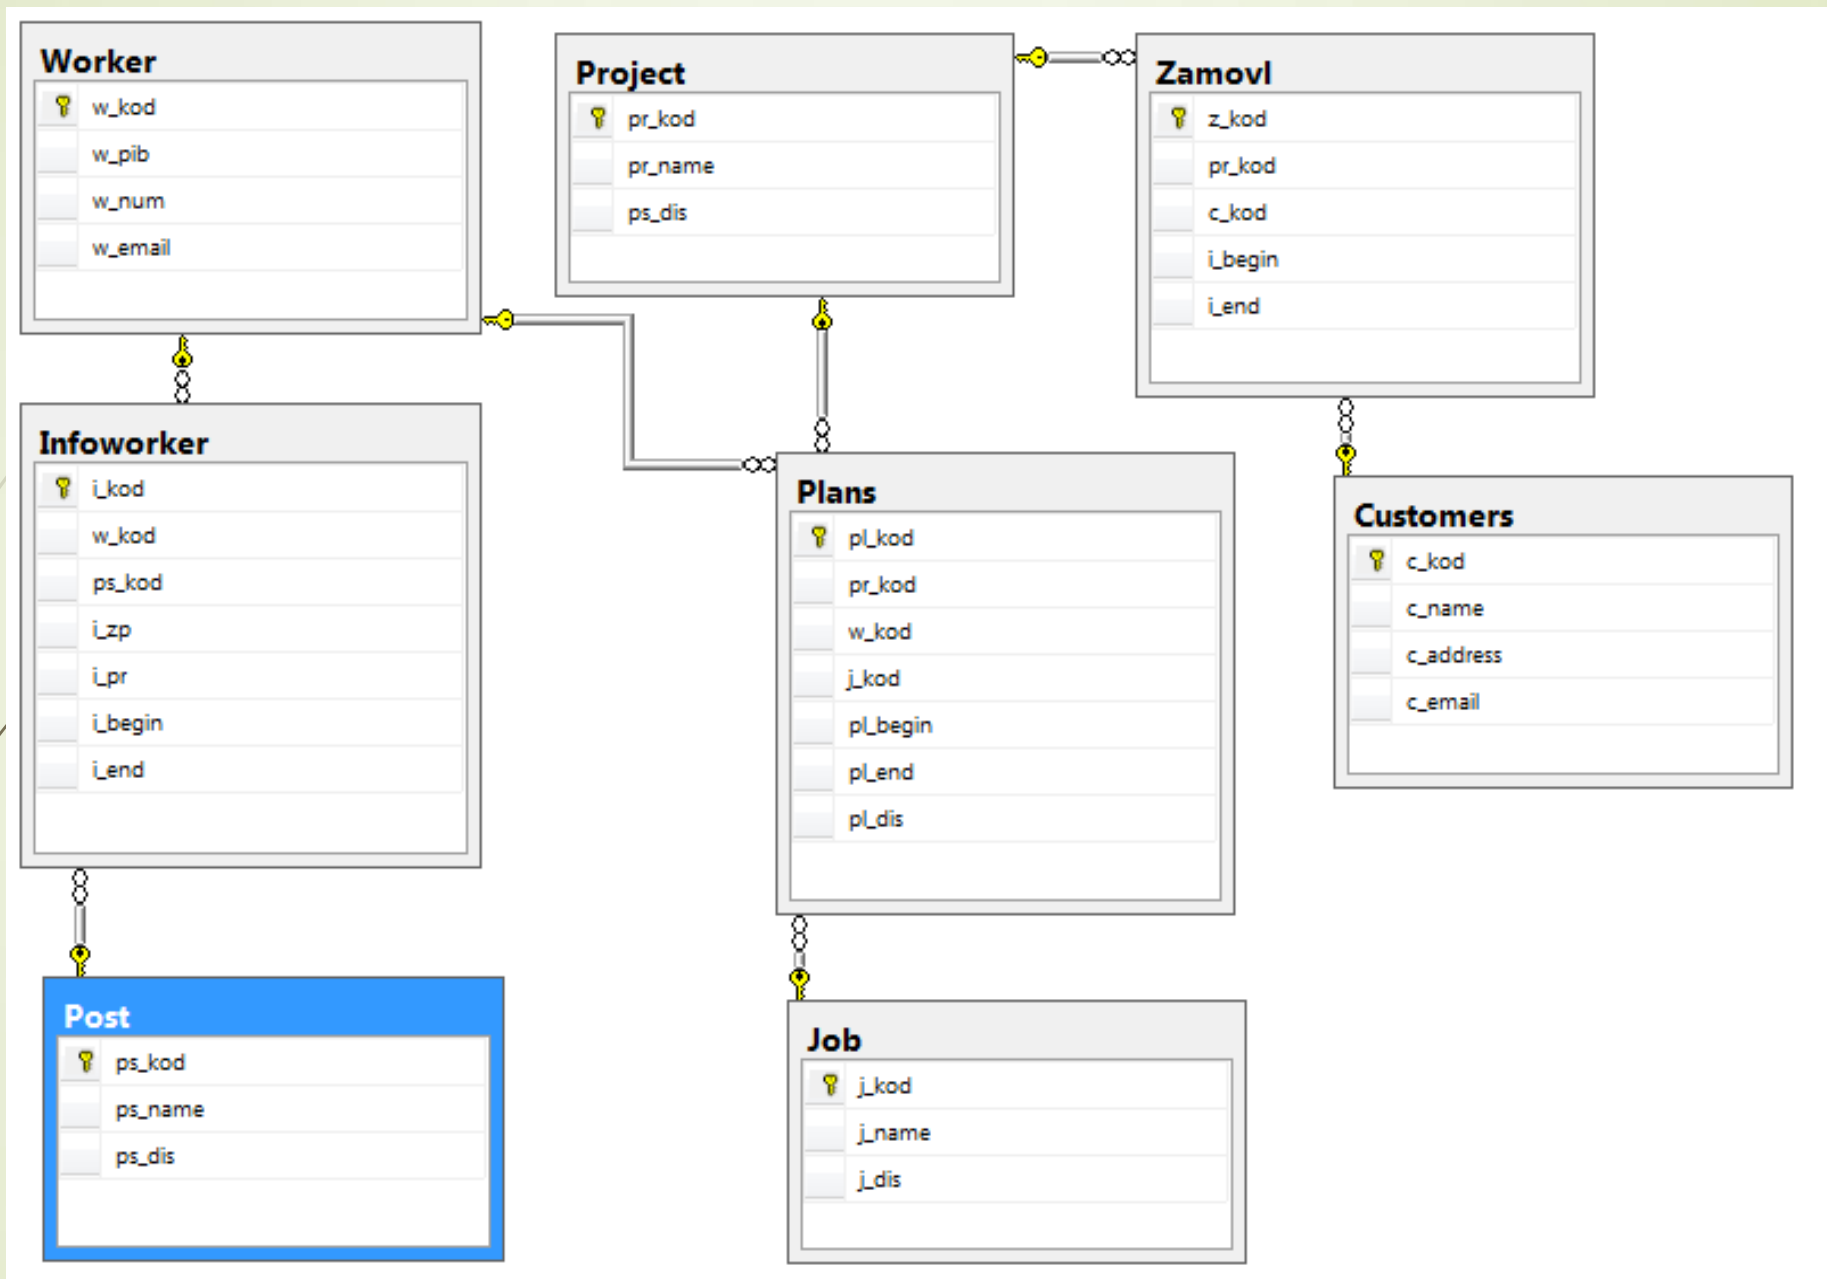 Worker
w_kod
w_pib
w_num
w_email
Project
pr_kod
pr_name
ps_dis
Zamovl
z_kod
pr_kod
c_kod
i_begin
i_end
Infoworker
i_kod
w_kod
ps_kod
i_zp
i_pr
i_begin
i_end
Plans
pl_kod
pr_kod
w_kod
j_kod
pl_begin
pl_end
pl_dis
Customers
c_kod
c_name
c_address
c_email
Post
ps_kod
ps_name
ps_dis
Job
j_kod
j_name
j_dis